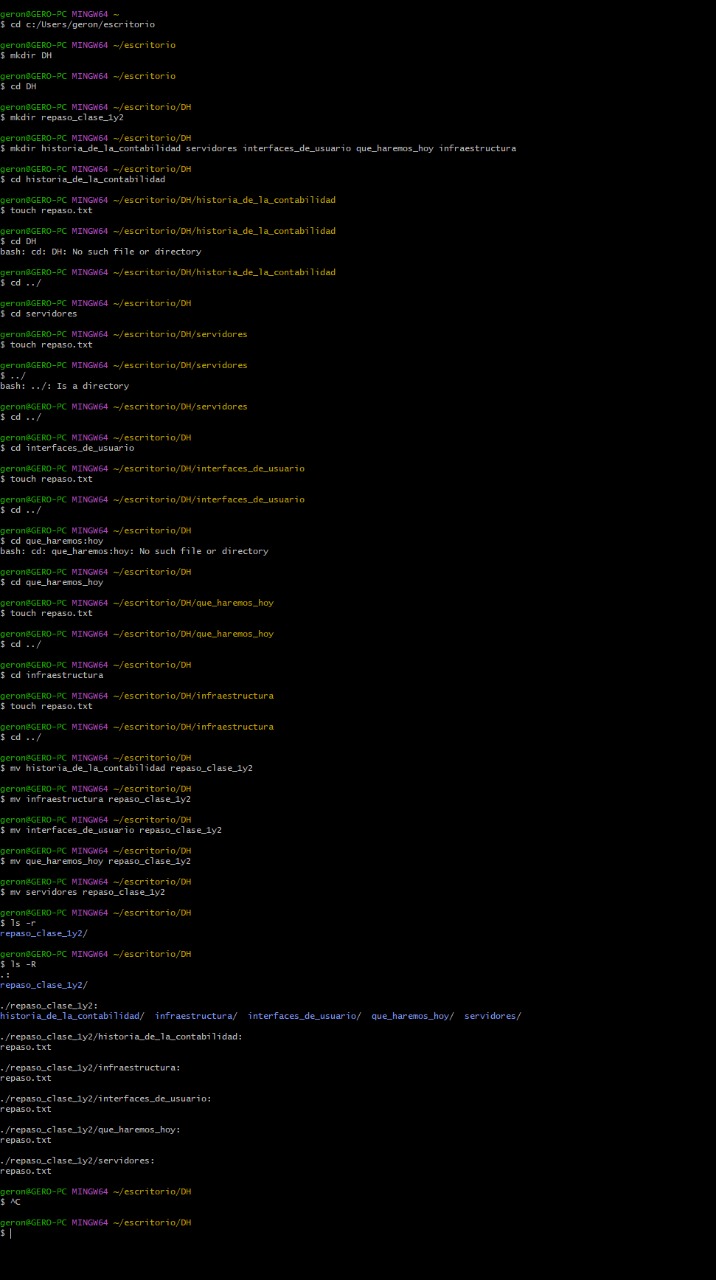 geron@GERO-PC MINGW64 ~
$ cd c:/Users/geron/escritorio
geron@GERO-PC MINGW64 ~/escritorio
$ mkdir DH
geron@GERO-PC MINGW64 ~/escritorio
$ cd DH
geron@GERO-PC MINGW64 ~/escritorio/DH
$ mkdir repaso_clase_1y2
geron@GERO-PC MINGW64 ~/escritorio/DH
$ mkdir historia_de_la_contabilidad servidores interfaces_de_usuario que_haremos_hoy infraestructura
geron@GERO-PC MINGW64 ~/escritorio/DH
$ cd historia_de_la_contabilidad
geron@GERO-PC MINGW64 ~/escritorio/DH/historia_de_la_contabilidad
$ touch repaso.txt
geron@GERO-PC MINGW64 ~/escritorio/DH/historia_de_la_contabilidad
$ cd DH
bash: cd: DH: No such file or directory
geron@GERO-PC MINGW64 ~/escritorio/DH/historia_de_la_contabilidad
$ cd ../
geron@GERO-PC MINGW64 ~/escritorio/DH
$ cd servidores
geron@GERO-PC MINGW64 ~/escritorio/DH/servidores
$ touch repaso.txt
geron@GERO-PC MINGW64 ~/escritorio/DH/servidores
$ ../
bash: ../: Is a directory
geron@GERO-PC MINGW64 ~/escritorio/DH/servidores
$ cd ../
geron@GERO-PC MINGW64 ~/escritorio/DH
$ cd interfaces_de_usuario
geron@GERO-PC MINGW64 ~/escritorio/DH/interfaces_de_usuario
$ touch repaso.txt
geron@GERO-PC MINGW64 ~/escritorio/DH/interfaces_de_usuario
$ cd ../
geron@GERO-PC MINGW64 ~/escritorio/DH
$ cd que_haremos:hoy
bash: cd: que_haremos:hoy: No such file or directory
geron@GERO-PC MINGW64 ~/escritorio/DH
$ cd que_haremos_hoy
geron@GERO-PC MINGW64 ~/escritorio/DH/que_haremos_hoy
$ touch repaso.txt
geron@GERO-PC MINGW64 ~/escritorio/DH/que_haremos_hoy
$ cd ../
geron@GERO-PC MINGW64 ~/escritorio/DH
$ cd infraestructura
geron@GERO-PC MINGW64 ~/escritorio/DH/infraestructura
$ touch repaso.txt
geron@GERO-PC MINGW64 ~/escritorio/DH/infraestructura
$ cd ../
geron@GERO-PC MINGW64 ~/escritorio/DH
$ mv historia_de_la_contabilidad repaso_clase_1y2
geron@GERO-PC MINGW64 ~/escritorio/DH
$ mv infraestructura repaso_clase_1y2
geron@GERO-PC MINGW64 ~/escritorio/DH
$ mv interfaces_de_usuario repaso_clase_1y2
geron@GERO-PC MINGW64 ~/escritorio/DH
$ mv que_haremos_hoy repaso_clase_1y2
geron@GERO-PC MINGW64 ~/escritorio/DH
$ mv servidores repaso_clase_1y2
geron@GERO-PC MINGW64 ~/escritorio/DH
$ ls -r
repaso_clase_1y2/
geron@GERO-PC MINGW64 ~/escritorio/DH
$ ls -R
.:
repaso_clase_1y2/
./repaso_clase_1y2:
historia_de_la_contabilidad/  infraestructura/  interfaces_de_usuario/  que_haremos_hoy/  servidores/
./repaso_clase_1y2/historia_de_la_contabilidad:
repaso.txt
./repaso_clase_1y2/infraestructura:
repaso.txt
./repaso_clase_1y2/interfaces_de_usuario:
repaso.txt
./repaso_clase_1y2/que_haremos_hoy:
repaso.txt
./repaso_clase_1y2/servidores:
repaso.txt
geron@GERO-PC MINGW64 ~/escritorio/DH
$ ^C
geron@GERO-PC MINGW64 ~/escritorio/DH
$